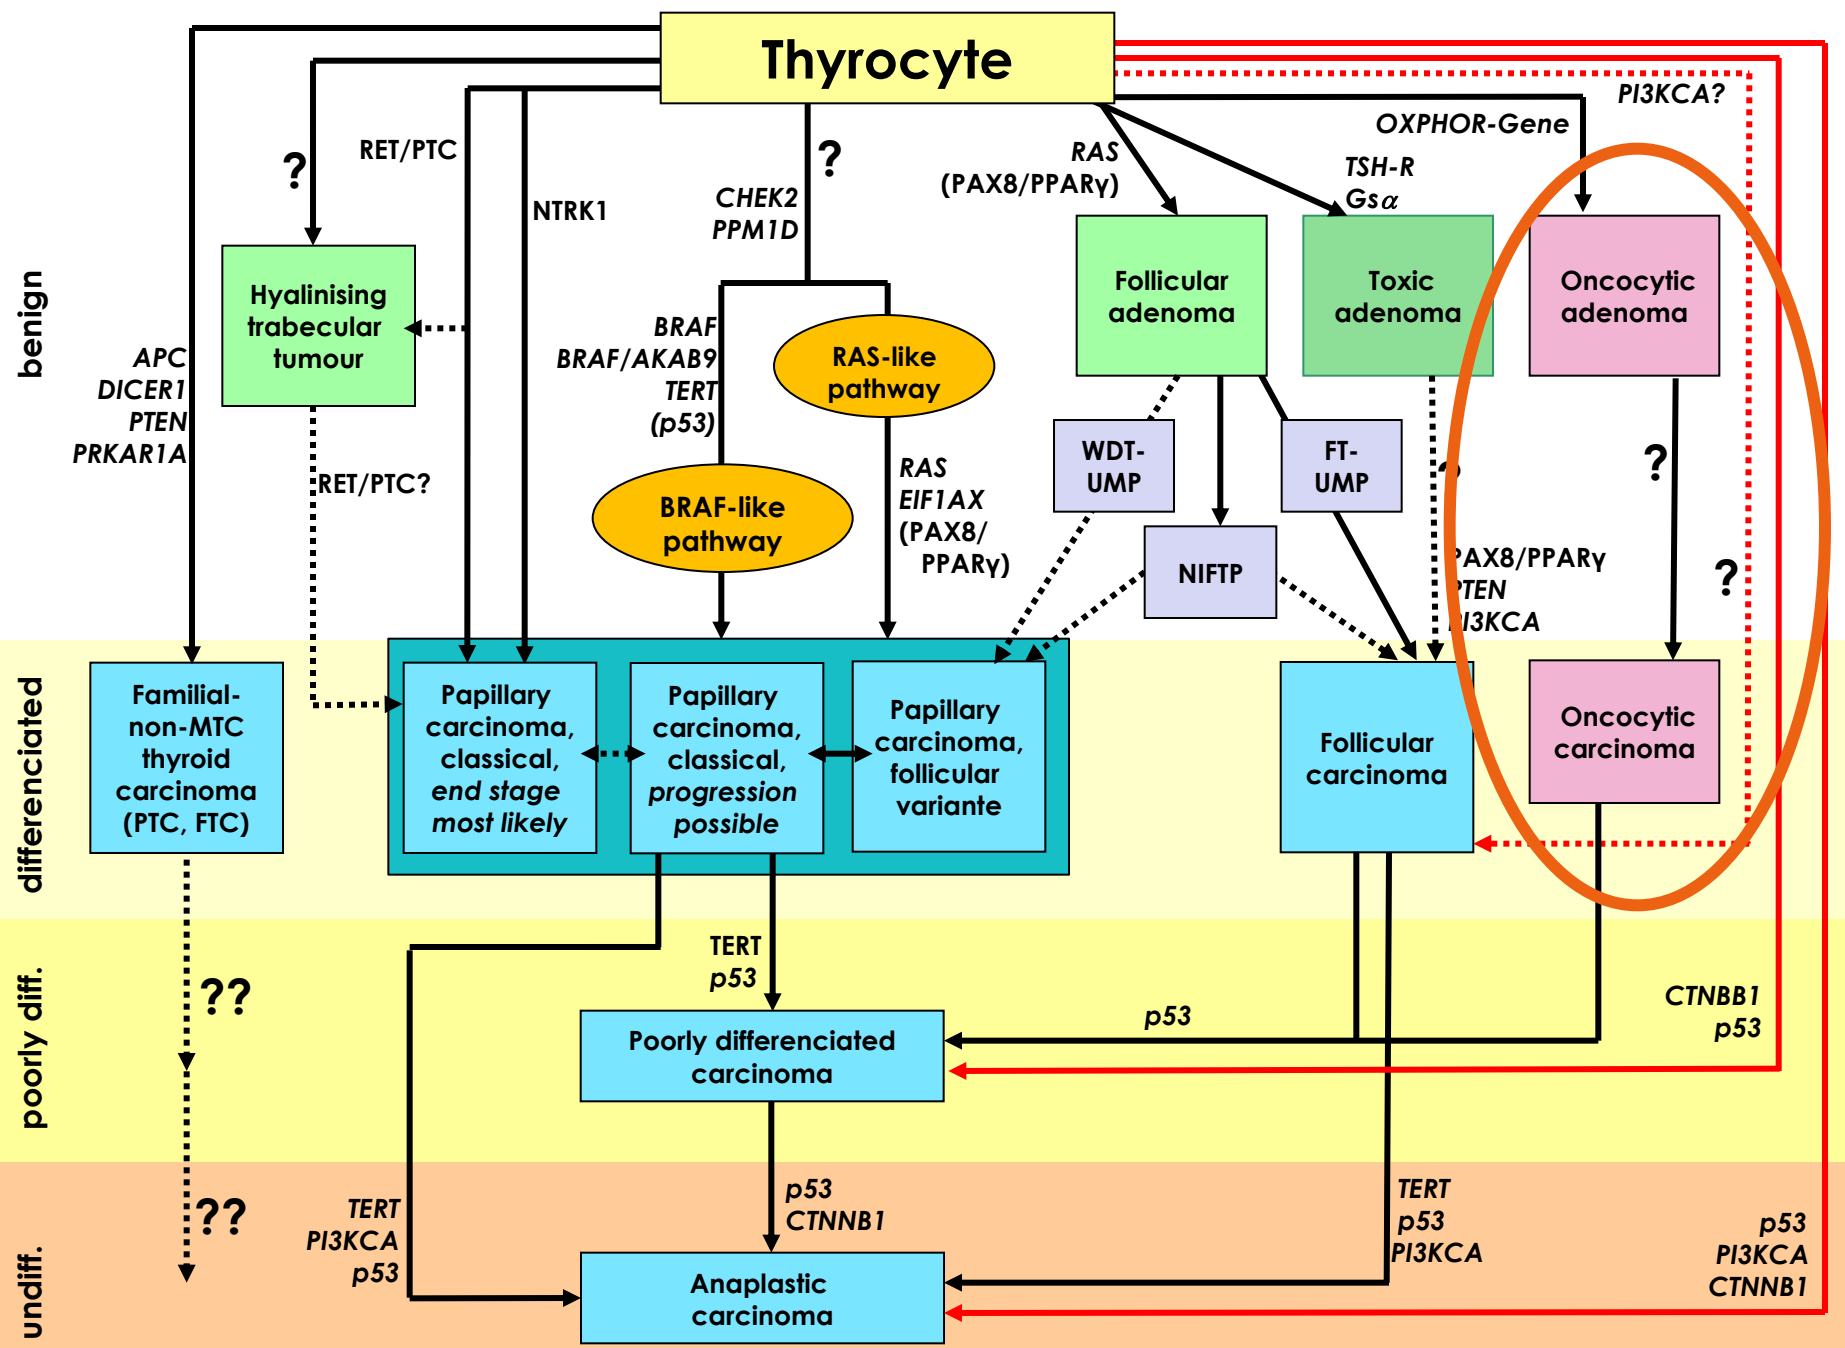 Thyrocyte
PI3KCA?
OXPHOR-Gene
RET/PTC
?
?
RAS
(PAX8/PPARγ)
TSH-R
Gsα
NTRK1
CHEK2
PPM1D
benign
Hyalinising
trabecular
tumour
Follicular
adenoma
Toxic
adenoma
Oncocytic
adenoma
APC
DICER1
PTEN
PRKAR1A
BRAF
BRAF/AKAB9
TERT
(p53)
RAS-like
pathway
RET/PTC?
BRAF-like
pathway
RAS
EIF1AX
(PAX8/
PPARγ)
WDT-
UMP
FT-
UMP
?
?
NIFTP
PAX8/PPARγ
PTEN
PI3KCA
?
differenciated
Familial-
non-MTC
thyroid
carcinoma
(PTC, FTC)
Papillary
carcinoma,
classical,
end stage
most likely
Papillary
carcinoma,
classical,
progression
possible
Papillary
carcinoma,
follicular
variante
Follicular
carcinoma
Oncocytic
carcinoma
poorly diff.
??
TERT
p53
p53
CTNBB1
p53
Poorly differenciated
carcinoma
undiff.
??
TERT
PI3KCA
p53
p53
CTNNB1
TERT
p53
PI3KCA
p53
PI3KCA
CTNNB1
Anaplastic
carcinoma